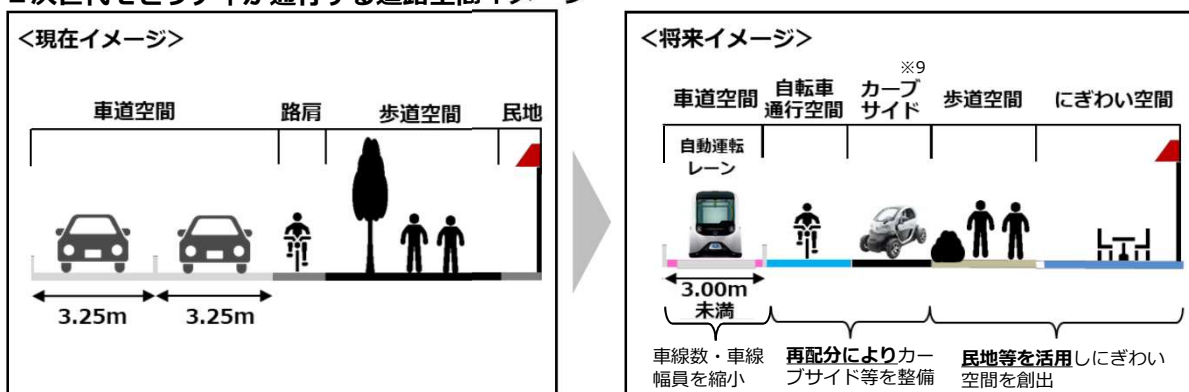 ＜現在イメージ＞
車道空間
路肩
歩道空間
民地
3.25m
3.25m
＜将来イメージ＞
車道空間
自転車
通行空間
※9
カーブ
サイド
歩道空間
にぎわい空間
自動運転
レーン
3.00m
未満
車線数・車線
幅員を縮小
再配分によりカー
ブサイド等を整備
民地等を活用しにぎわい
空間を創出